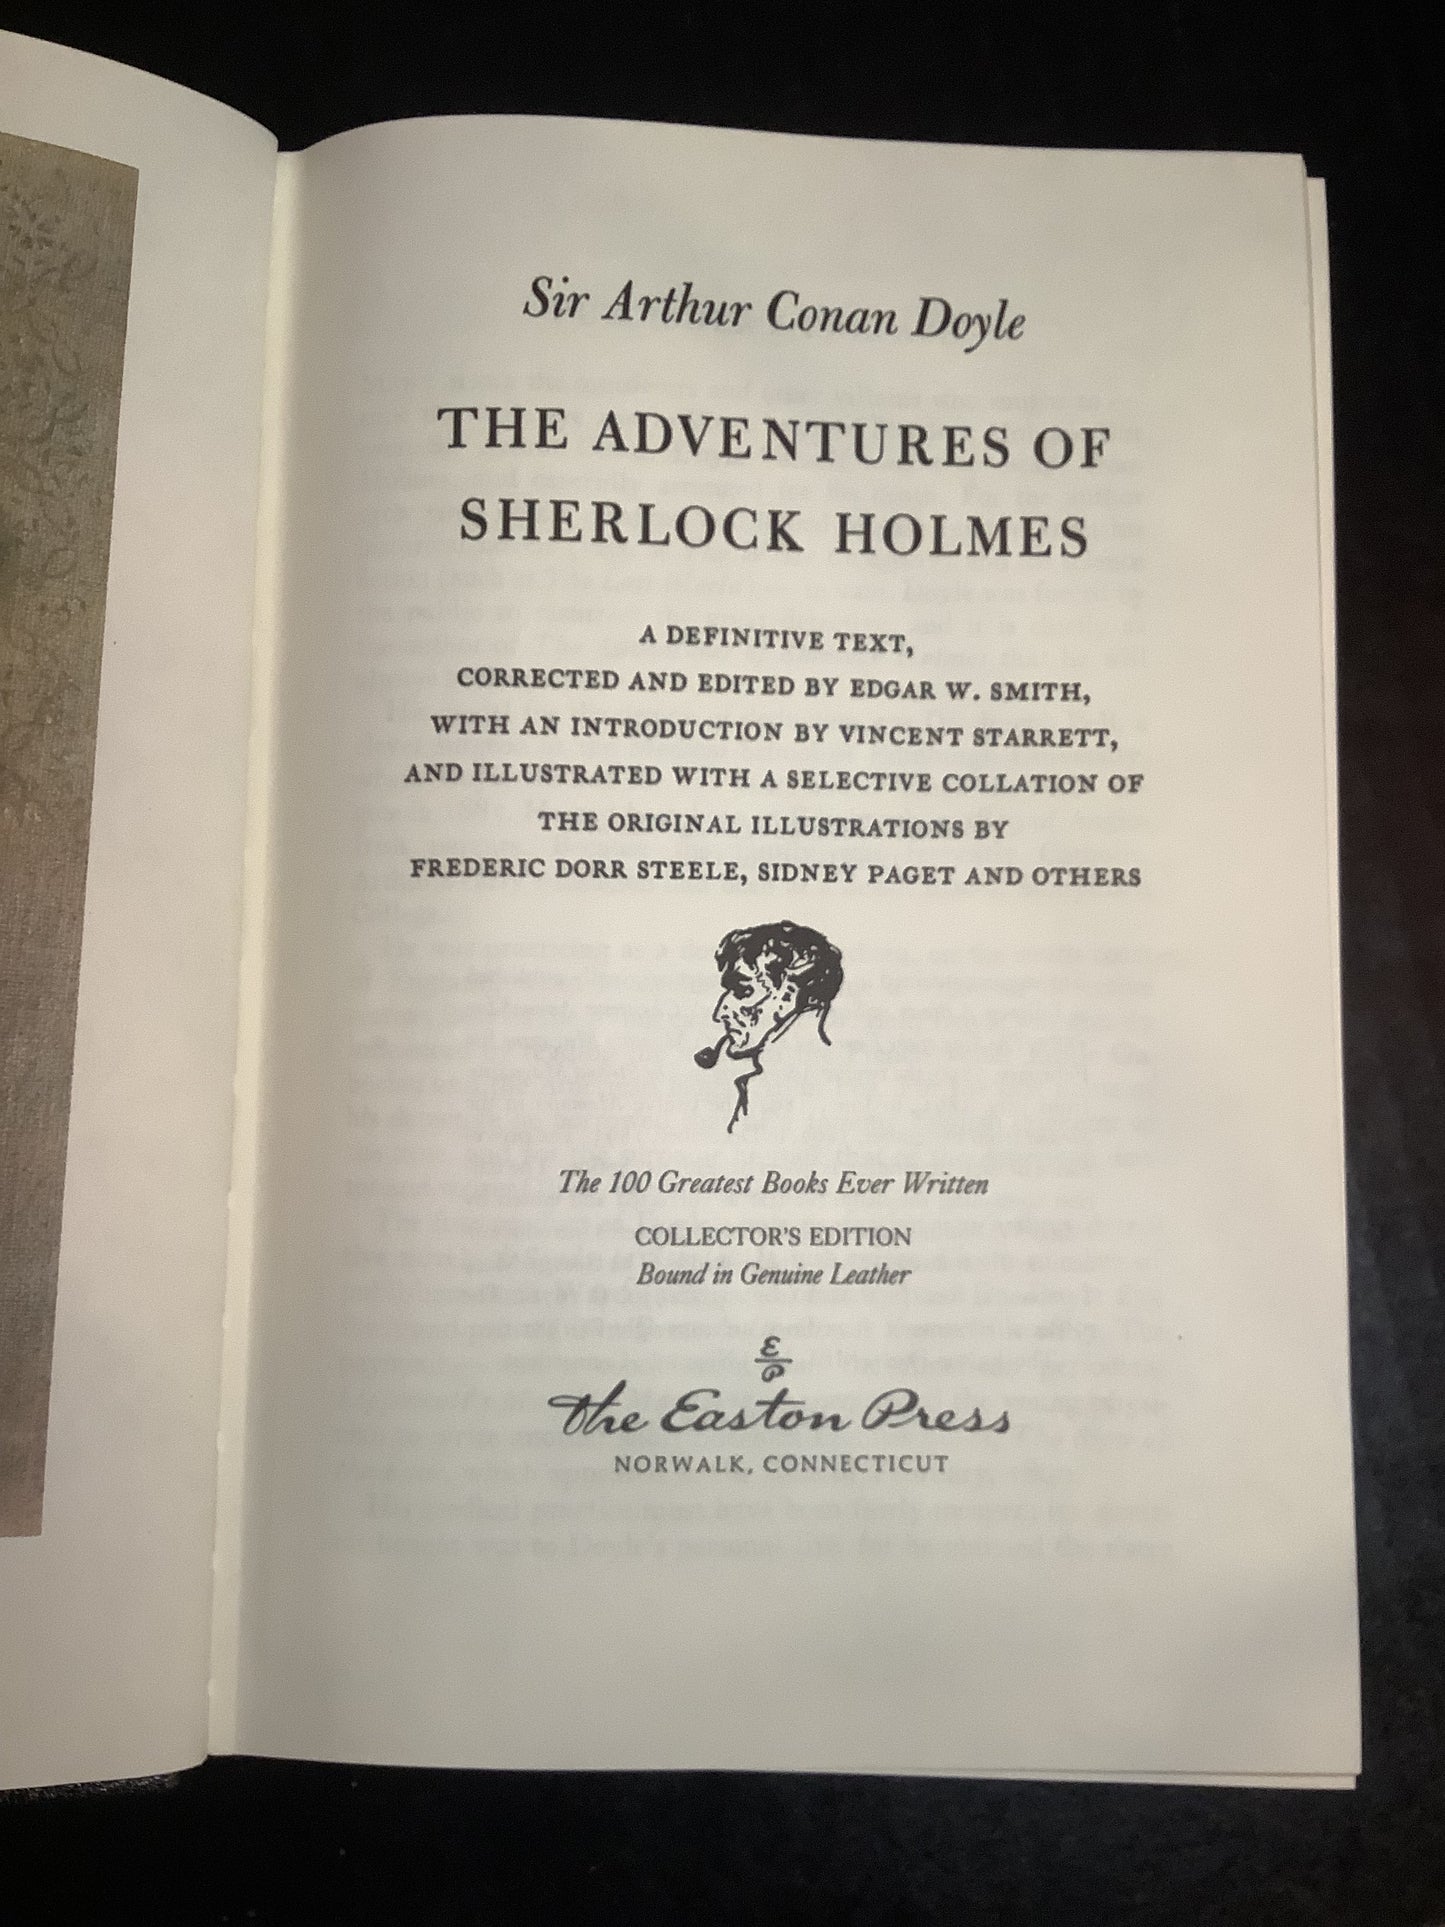 Sir Arthur Conan Doyle
THE ADVENTURES OF
SHERLOCK HOLMES
A DEFINITIVE TEXT,
CORRECTED AND EDITED BY EDGAR W. SMITH,
WITH AN INTRODUCTION BY VINCENT STARRETT,
AND ILLUSTRATED WITH A SELECTIVE COLLATION OF
THE ORIGINAL ILLUSTRATIONS BY
FREDERIC DORR STEELE, SIDNEY PAGET AND OTHERS
The 100 Greatest Books Ever Written
COLLECTOR'S EDITION
Bound in Genuine Leather
E
P
The Easton Press
NORWALK, CONNECTICUT